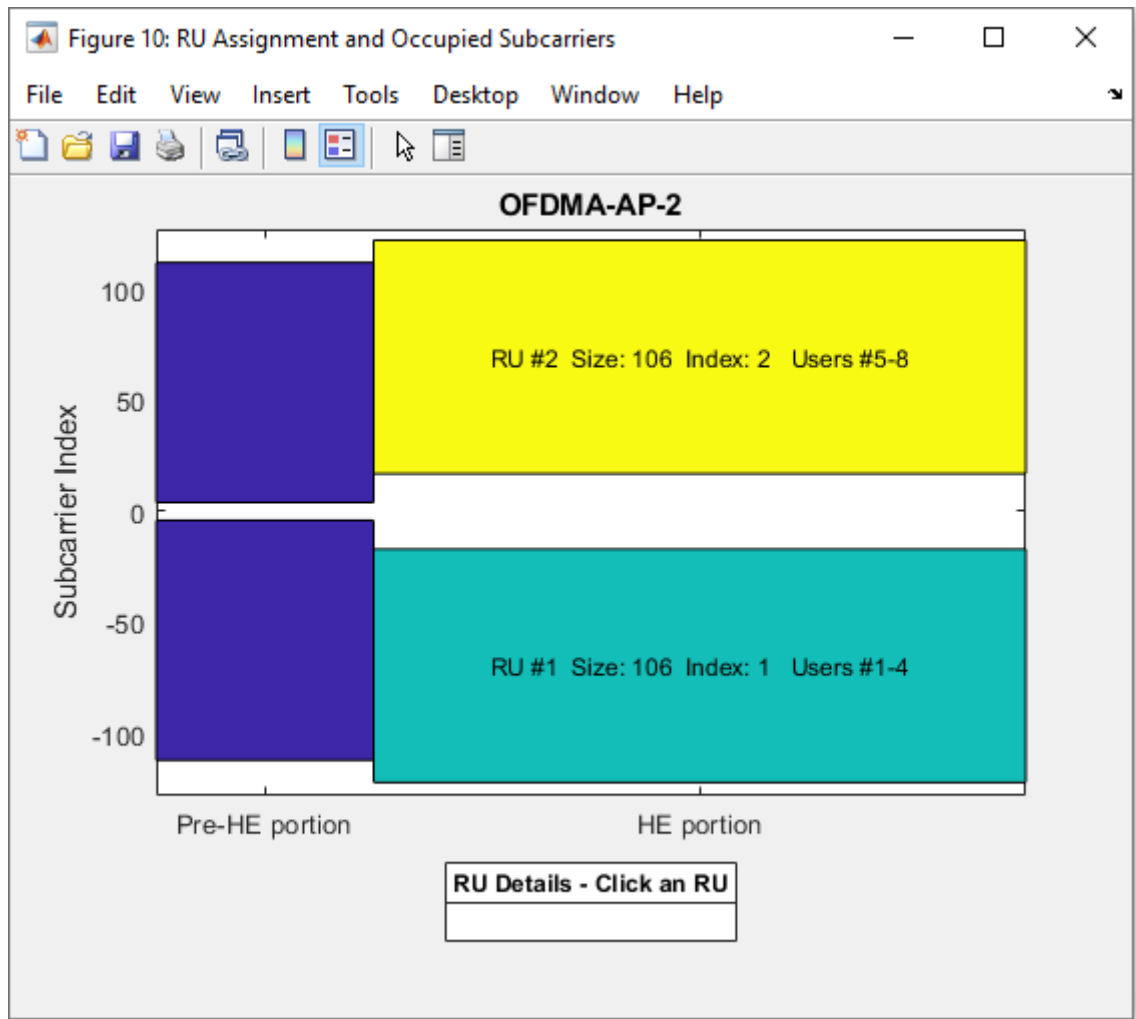 Figure 10: RU Assignment and Occupied Subcarriers
File Edit View Insert Tools Desktop Window Help
OFDMA-AP-2
100
RU #2 Size: 106 Index: 2 Users #5-8
50
Subcarrier Index
0
-50
RU #1 Size: 106 Index: 1 Users #1-4
-100
Pre-HE portion HE portion
RU Details - Click an RU